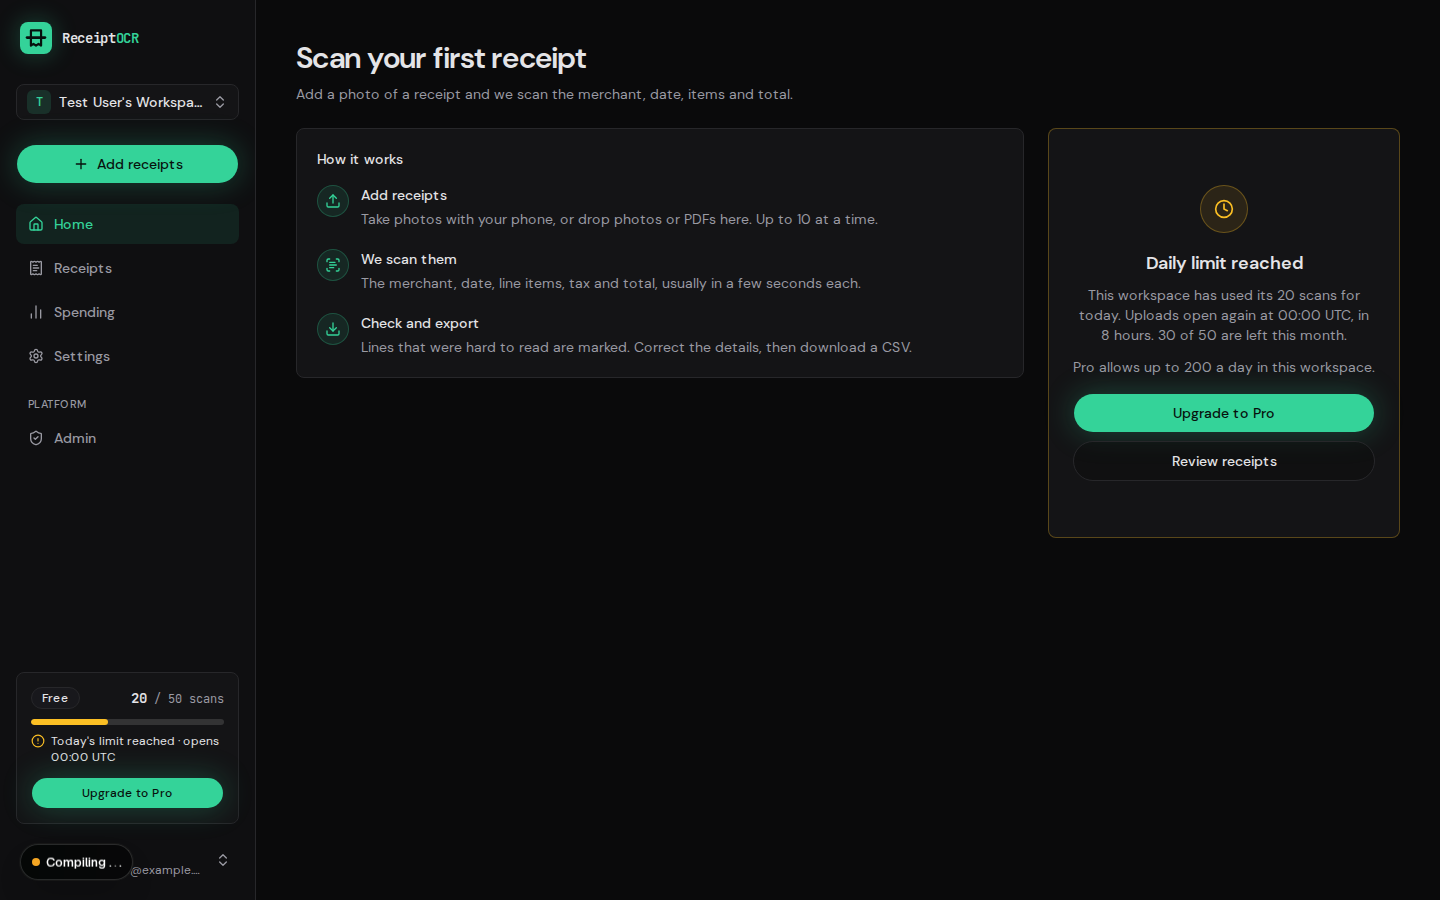 ReceiptOCR
T Test User's Workspa...
Add receipts
Home
Receipts
Spending
Settings
PLATFORM
Admin
Free 20 / 50 scans
Today's limit reached · opens
00:00 UTC
Upgrade to Pro
Compiling ...
@example...
Scan your first receipt
Add a photo of a receipt and we scan the merchant, date, items and total.
How it works
Add receipts
Take photos with your phone, or drop photos or PDFs here. Up to 10 at a time.
We scan them
The merchant, date, line items, tax and total, usually in a few seconds each.
Check and export
Lines that were hard to read are marked. Correct the details, then download a CSV.
Daily limit reached
This workspace has used its 20 scans for
today. Uploads open again at 00:00 UTC, in
8 hours. 30 of 50 are left this month.
Pro allows up to 200 a day in this workspace.
Upgrade to Pro
Review receipts